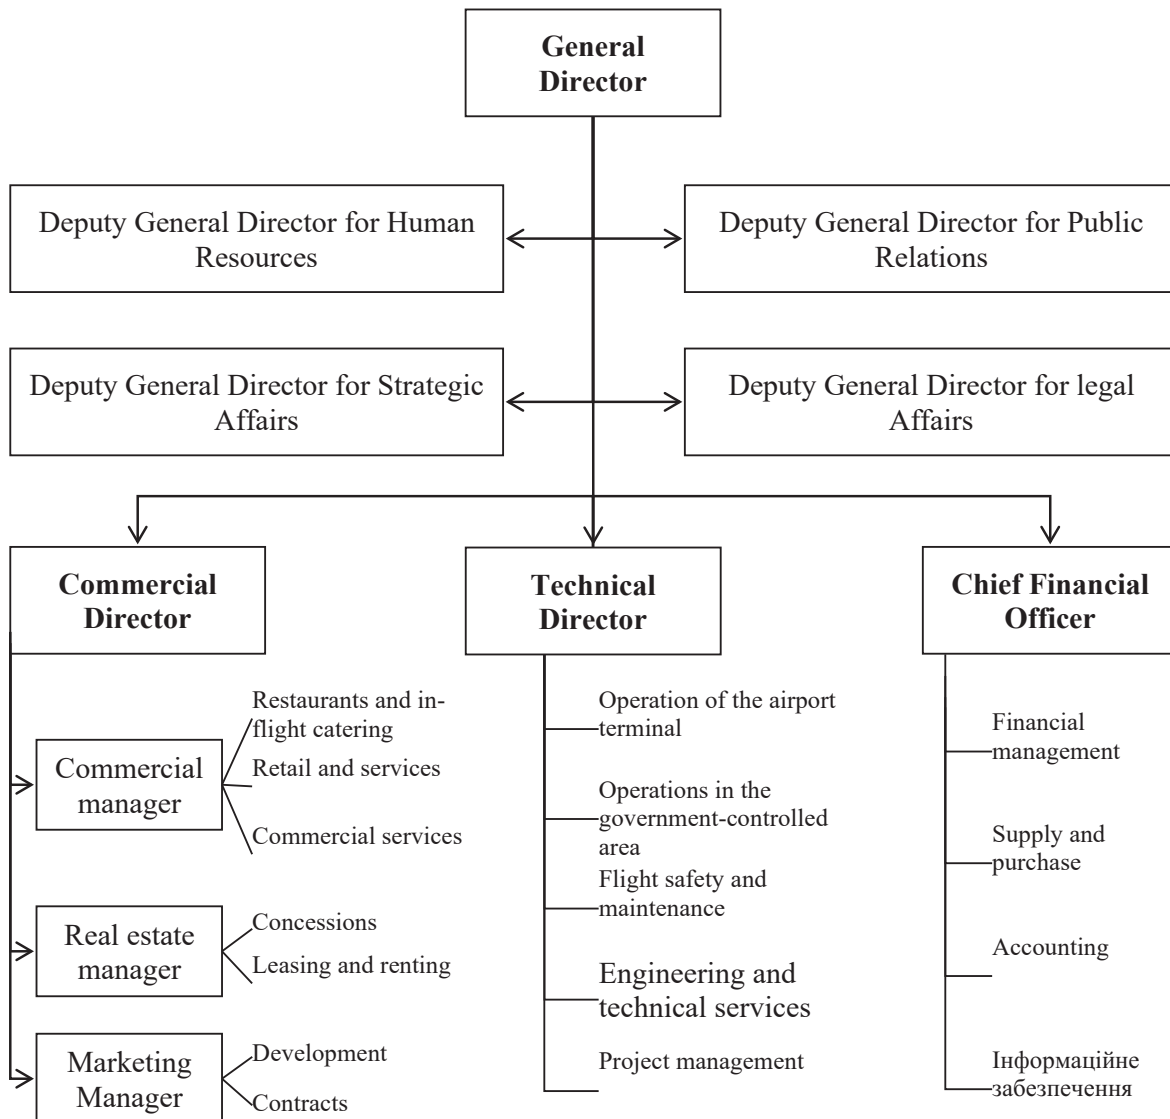 General
Director
Deputy General Director for Human
Resources
Deputy General Director for Public
Relations
Deputy General Director for Strategic
Affairs
Deputy General Director for legal
Affairs
Commercial
Director
Technical
Director
Chief Financial
Officer
Commercial
manager
Restaurants and in-
flight catering
Retail and services
Commercial services
Real estate
manager
Concessions
Leasing and renting
Marketing
Manager
Development
Contracts
Operation of the airport
terminal
Operations in the
government-controlled
area
Flight safety and
maintenance
Engineering and
technical services
Project management
Financial
management
Supply and
purchase
Accounting
Інформаційне
забезпечення